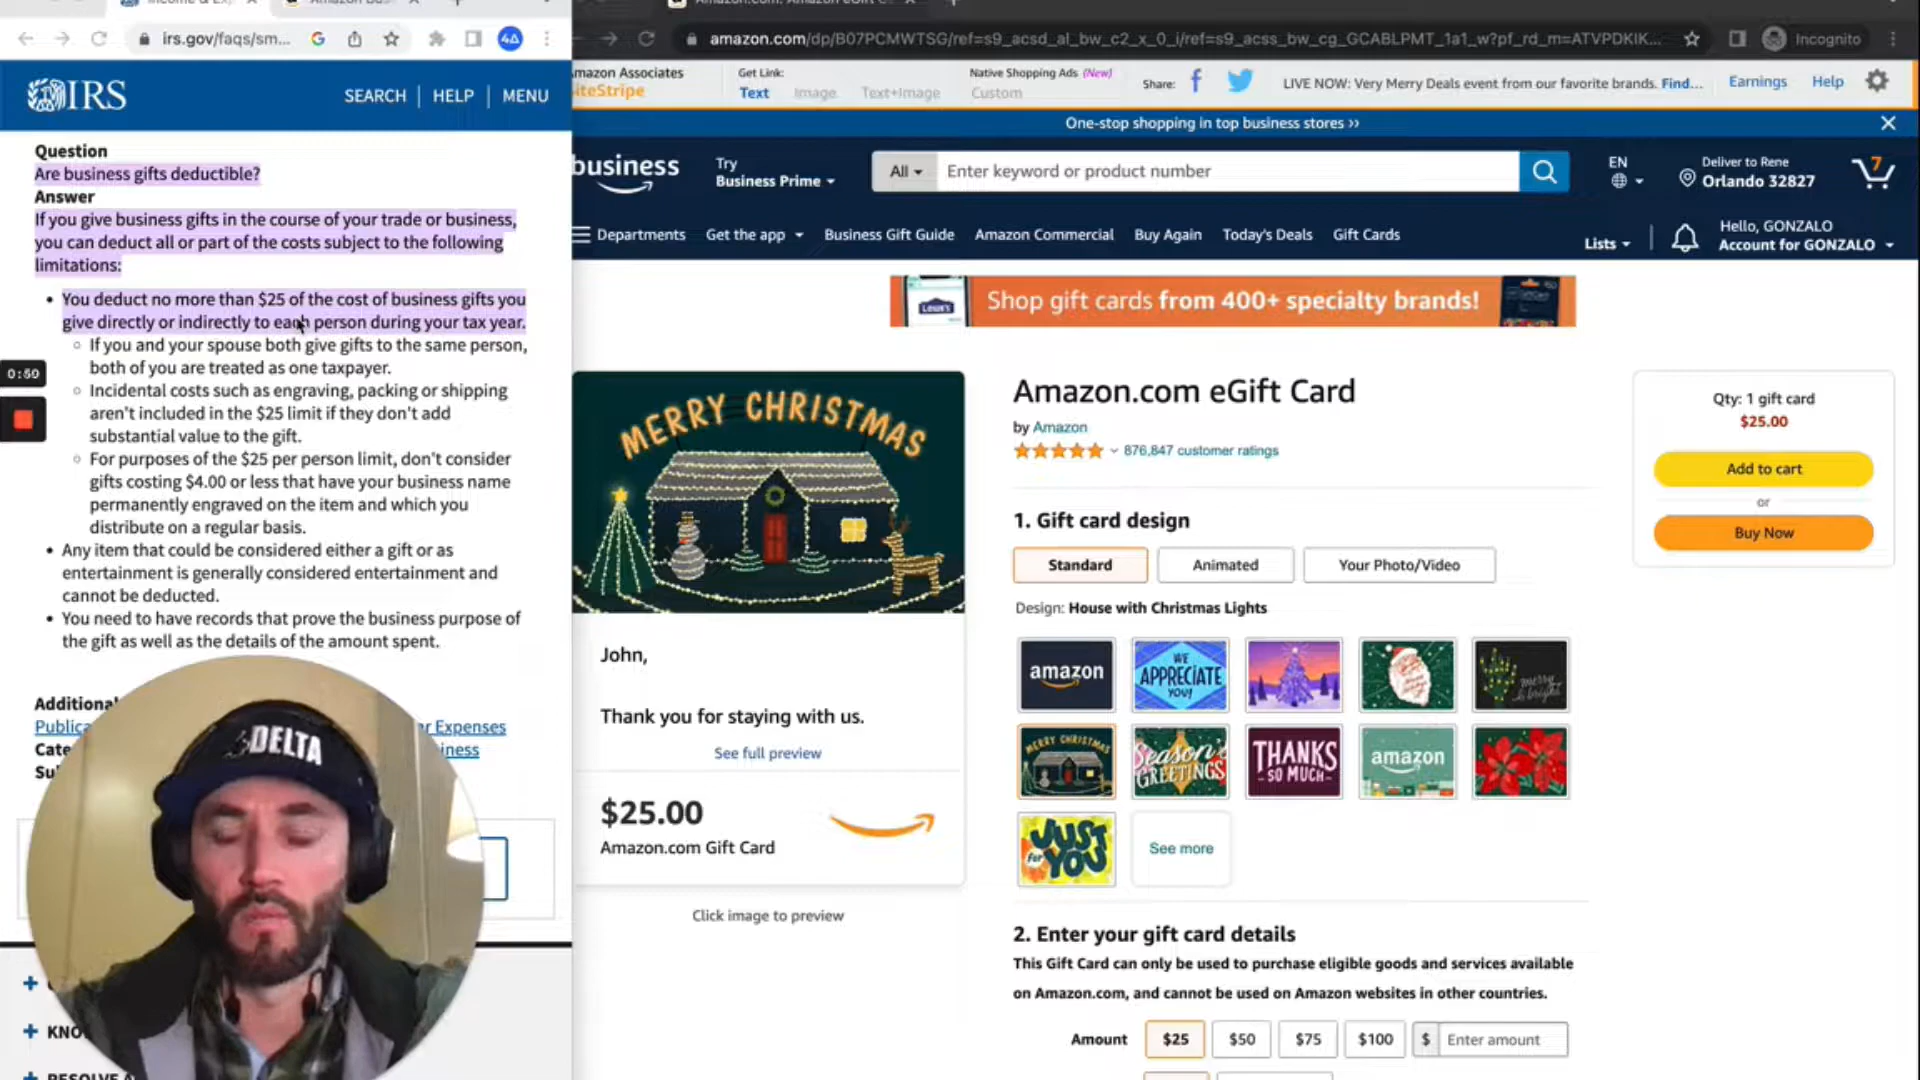 irs.gov/faqs/sm...
IRS
SEARCH
HELP
MENU
Question
Are business gifts deductible?
Answer
If you give business gifts in the course of your trade or business,
you can deduct all or part of the costs subject to the following
limitations:
• You deduct no more than $25 of the cost of business gifts you
give directly or indirectly to each person during your tax year.
◦ If you and your spouse both give gifts to the same person,
both of you are treated as one taxpayer.
◦ Incidental costs such as engraving, packing or shipping
aren't included in the $25 limit if they don't add
substantial value to the gift.
◦ For purposes of the $25 per person limit, don't consider
gifts costing $4.00 or less that have your business name
permanently engraved on the item and which you
distribute on a regular basis.
• Any item that could be considered either a gift or as
entertainment is generally considered entertainment and
cannot be deducted.
• You need to have records that prove the business purpose of
the gift as well as the details of the amount spent.
0:50
Additional
Publica
r Expenses
Cate
iness
Su
DELTA
KNO
RESOLVE A
amazon.com/dp/B07PCMWTSG/ref=s9_acsd_al_bw_c2_x_0_i/ref=s9_acss_bw_cg_GCABLPMT_1a1_w?pf_rd_m=ATVPDKIK...
Incognito
mazon Associates
iteStripe
Get Link:
Text
Image
Text+Image
Native Shopping Ads (New)
Custom
Share:
LIVE NOW: Very Merry Deals event from our favorite brands. Find...
Earnings
Help
One-stop shopping in top business stores ››
business
Try
Business Prime
All
Enter keyword or product number
EN
Deliver to Rene
Orlando 32827
7
Departments
Get the app
Business Gift Guide
Amazon Commercial
Buy Again
Today's Deals
Gift Cards
Lists
Hello, GONZALO
Account for GONZALO
LOWE'S
Shop gift cards from 400+ specialty brands!
MERRY CHRISTMAS
John,
Thank you for staying with us.
See full preview
$25.00
Amazon.com Gift Card
Click image to preview
Amazon.com eGift Card
by Amazon
876,847 customer ratings
1. Gift card design
Standard
Animated
Your Photo/Video
Design: House with Christmas Lights
amazon
WE APPRECIATE YOU!
merry & bright
MERRY CHRISTMAS
Season's GREETINGS
THANKS SO MUCH
amazon
JUST for YOU
See more
2. Enter your gift card details
This Gift Card can only be used to purchase eligible goods and services available
on Amazon.com, and cannot be used on Amazon websites in other countries.
Amount
$25
$50
$75
$100
$
Enter amount
Qty: 1 gift card
$25.00
Add to cart
or
Buy Now